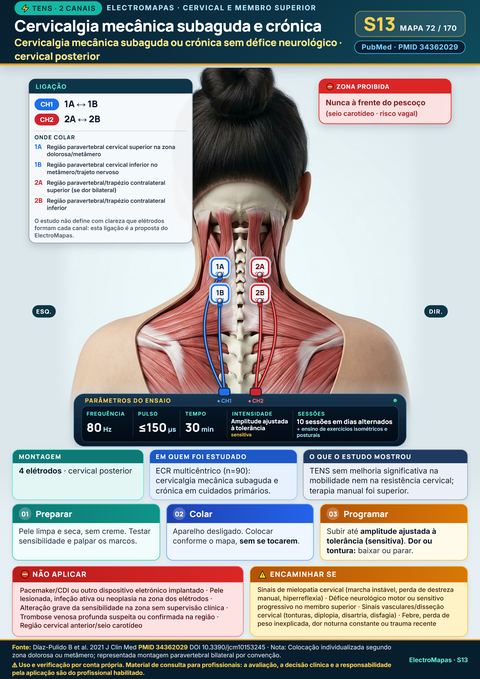 TENS · 2 CANAIS
ELECTROMAPAS · CERVICAL E MEMBRO SUPERIOR
Cervicalgia mecânica subaguda e crónica
Cervicalgia mecânica subaguda ou crónica sem défice neurológico ·
cervical posterior
S13 MAPA 72 / 170
PubMed · PMID 34362029
LIGAÇÃO
CH1 1A ↔ 1B
CH2 2A ↔ 2B
ONDE COLAR
1A Região paravertebral cervical superior na zona
dolorosa/metâmero
1B Região paravertebral cervical inferior no
metâmero/trajeto nervoso
2A Região paravertebral/trapézio contralateral
superior (se dor bilateral)
2B Região paravertebral/trapézio contralateral
inferior
O estudo não define com clareza que elétrodos
formam cada canal: esta ligação é a proposta do
ElectroMapas.
ZONA PROIBIDA
Nunca à frente do pescoço
(seio carotídeo · risco vagal)
1A 2A
1B 2B
ESQ. DIR.
CH1 CH2
PARÂMETROS DO ENSAIO
FREQUÊNCIA
80 Hz
PULSO
≤150 µs
TEMPO
30 min
INTENSIDADE
Amplitude ajustada
à tolerância
sensitiva
SESSÕES
10 sessões em dias alternados
+ ensino de exercícios isométricos e
posturais
MONTAGEM
4 elétrodos · cervical posterior
EM QUEM FOI ESTUDADO
ECR multicêntrico (n=90):
cervicalgia mecânica subaguda e
crónica em cuidados primários.
O QUE O ESTUDO MOSTROU
TENS sem melhoria significativa na
mobilidade nem na resistência cervical;
terapia manual foi superior.
01 Preparar
Pele limpa e seca, sem creme. Testar
sensibilidade e palpar os marcos.
02 Colar
Aparelho desligado. Colocar
conforme o mapa, sem se tocarem.
03 Programar
Subir até amplitude ajustada à
tolerância (sensitiva). Dor ou
tontura: baixar ou parar.
NÃO APLICAR
Pacemaker/CDI ou outro dispositivo eletrónico implantado · Pele
lesionada, infeção ativa ou neoplasia na zona dos elétrodos ·
Alteração grave da sensibilidade na zona sem supervisão clínica ·
Trombose venosa profunda suspeita ou confirmada na região ·
Região cervical anterior/seio carotídeo
ENCAMINHAR SE
Sinais de mielopatia cervical (marcha instável, perda de destreza
manual, hiperreflexia) · Défice neurológico motor ou sensitivo
progressivo no membro superior · Sinais vasculares/disseção
cervical (tonturas, diplopia, disartria, disfagia) · Febre, perda de
peso inexplicada, dor noturna constante ou trauma recente
Fonte: Díaz-Pulido B et al. 2021 J Clin Med PMID 34362029 DOI 10.3390/jcm10153245 · Nota: Colocação individualizada segundo
zona dolorosa ou metâmero; representada montagem paravertebral bilateral por convenção.
Uso e verificação por conta própria. Material de consulta para profissionais: a avaliação, a decisão clínica e a responsabilidade
pela aplicação são do profissional habilitado.
ElectroMaps · S13